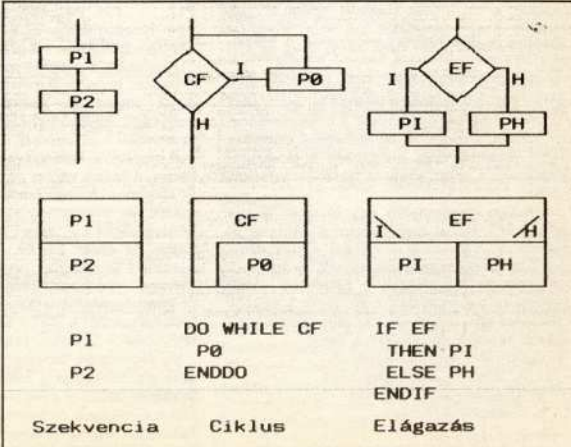 P1
P2
CF
I
P0
H
EF
I
H
PI
PH
P1
P2
CF
P0
EF
I
H
PI
PH
P1
P2
DO WHILE CF
P0
ENDDO
IF EF
THEN PI
ELSE PH
ENDIF
Szekvencia
Ciklus
Elágazás